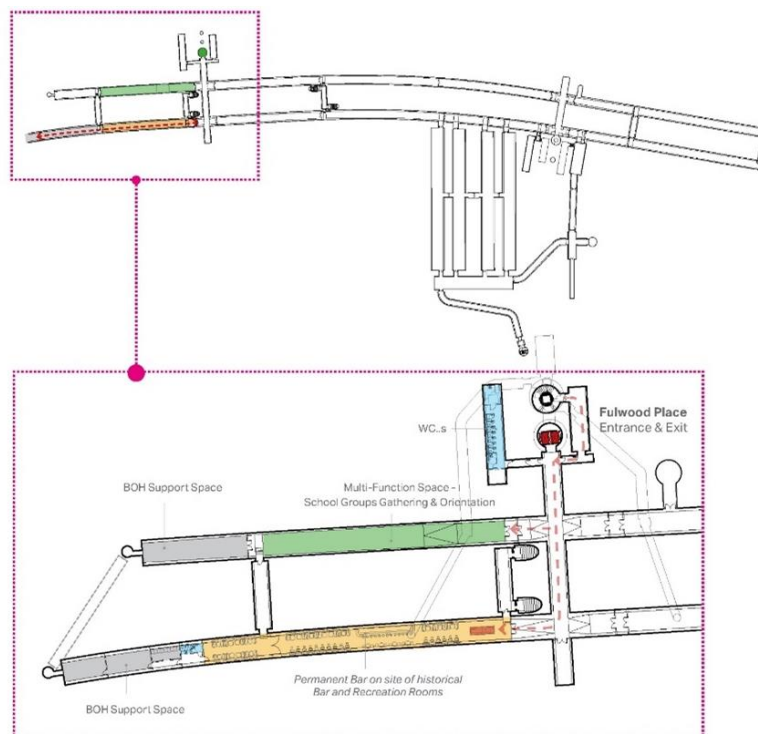 Fulwood Place
Entrance & Exit
WC..s
BOH Support Space
Multi-Function Space -
School Groups Gathering & Orientation
Permanent Bar on site of historical
Bar and Recreation Rooms
BOH Support Space